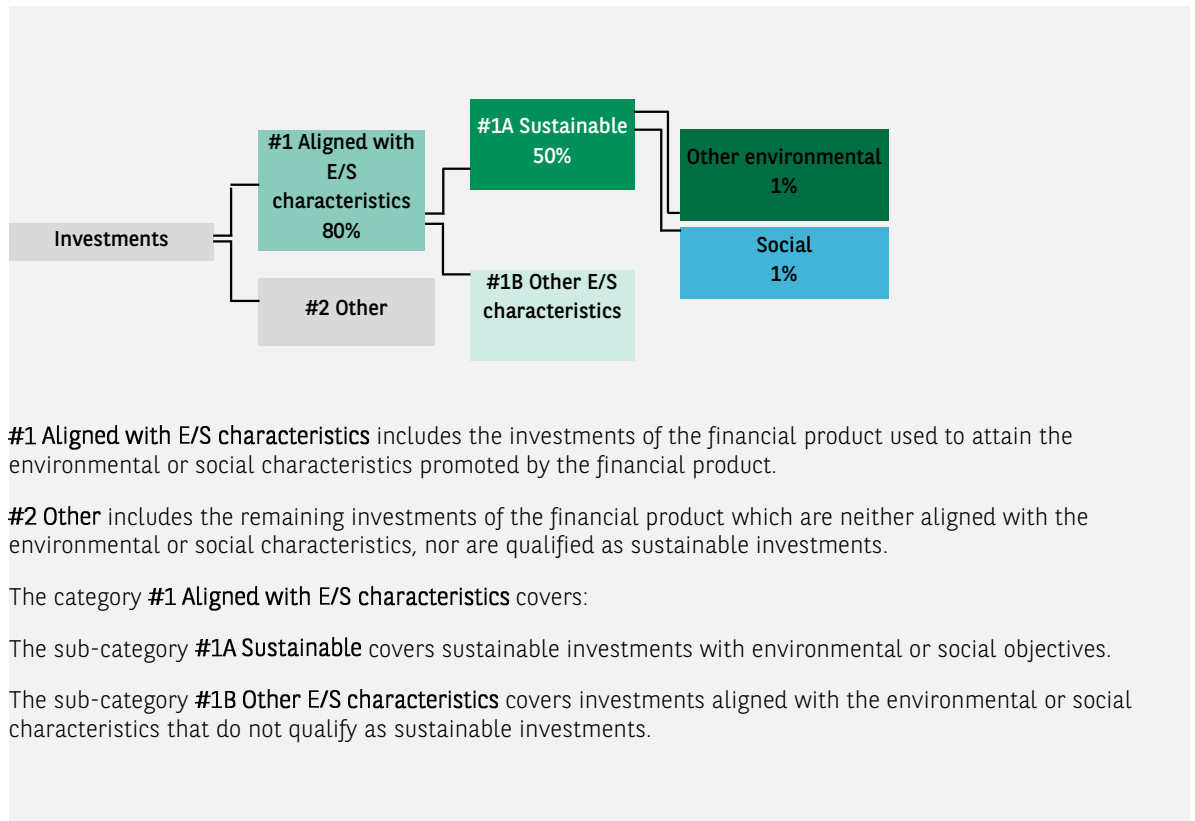 Investments
#1 Aligned with
E/S
characteristics
80%
#2 Other
#1A Sustainable
50%
#1B Other E/S
characteristics
Other environmental
1%
Social
1%
#1 Aligned with E/S characteristics includes the investments of the financial product used to attain the
environmental or social characteristics promoted by the financial product.
#2 Other includes the remaining investments of the financial product which are neither aligned with the
environmental or social characteristics, nor are qualified as sustainable investments.
The category #1 Aligned with E/S characteristics covers:
The sub-category #1A Sustainable covers sustainable investments with environmental or social objectives.
The sub-category #1B Other E/S characteristics covers investments aligned with the environmental or social
characteristics that do not qualify as sustainable investments.